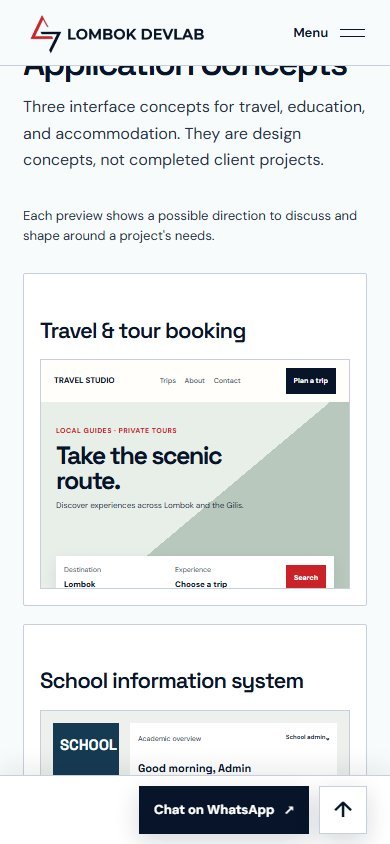 LOMBOK DEVLAB
Menu
Application concepts
Three interface concepts for travel, education,
and accommodation. They are design
concepts, not completed client projects.
Each preview shows a possible direction to discuss and
shape around a project's needs.
Travel & tour booking
TRAVEL STUDIO
Trips About Contact
Plan a trip
LOCAL GUIDES · PRIVATE TOURS
Take the scenic
route.
Discover experiences across Lombok and the Gilis.
Destination Experience
Lombok Choose a trip
Search
School information system
SCHOOL
Academic overview
School admin
Good morning, Admin
Chat on WhatsApp ↗
↑